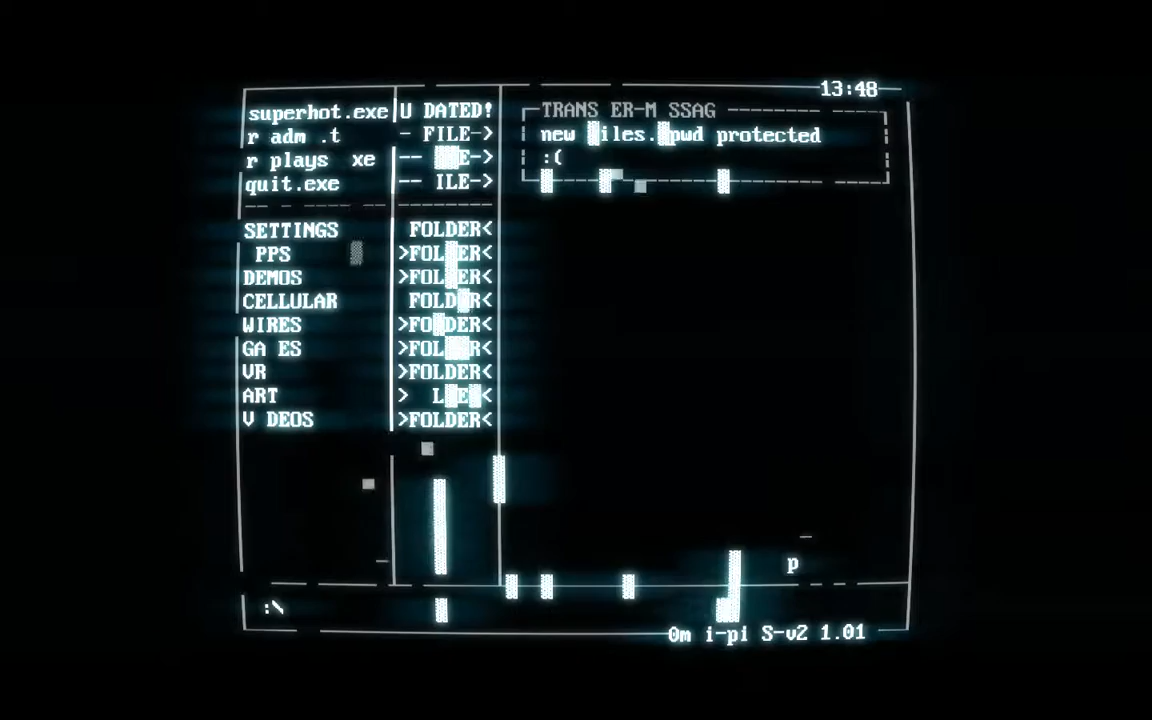 13:48
superhot.exe U DATED!
r adm .t - FILE->
r plays xe -- E->
quit.exe -- ILE->
TRANS ER-M SSAG
new iles. pwd protected
:(
SETTINGS FOLDER<
PPS >FOL ER<
DEMOS >FOL ER<
CELLULAR FOLD R<
WIRES >FO DER<
GA ES >FOL R<
VR >FOLDER<
ART > L E <
V DEOS >FOLDER<
p
:\
0m i-pi S-v2 1.01